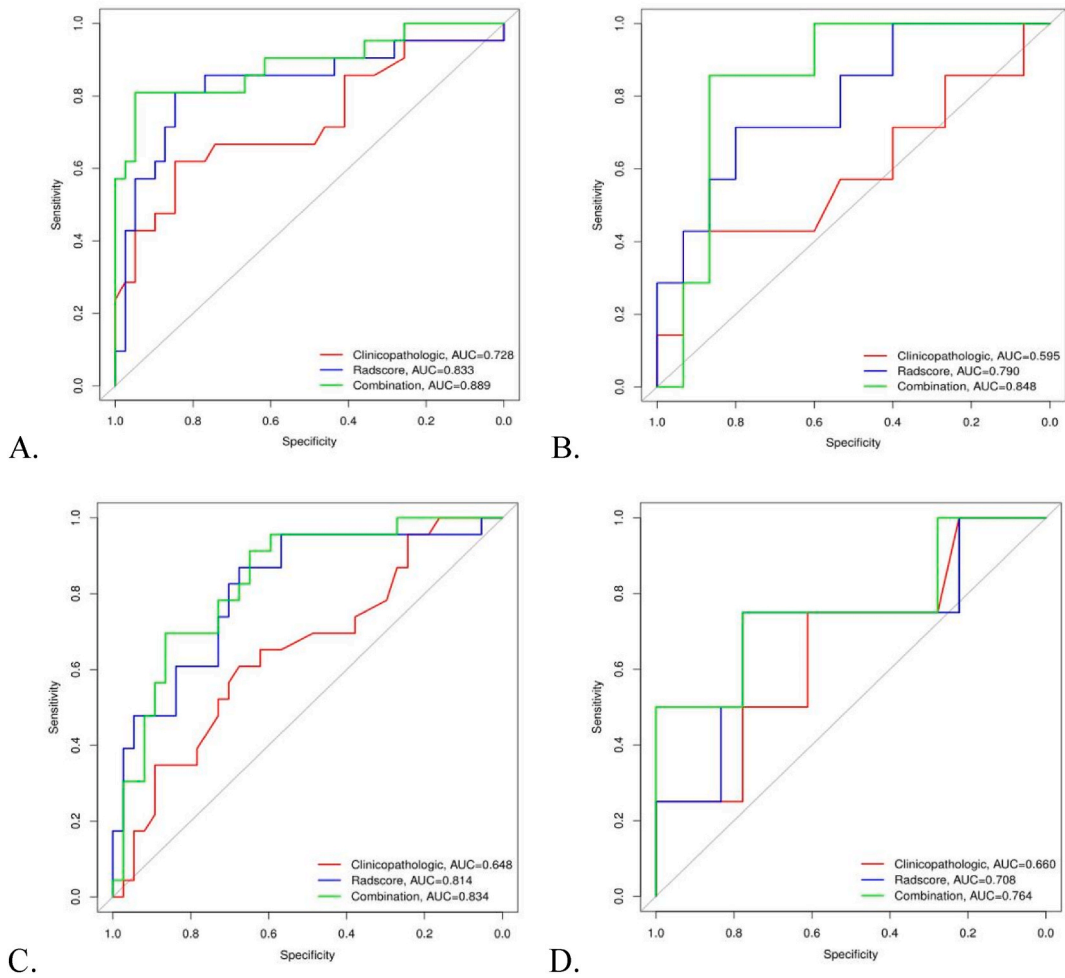 1.0
0.8
0.6
0.4
0.2
0.0
Sensitivity
Clinicopathologic, AUC=0.728
Radscore, AUC=0.833
Combination, AUC=0.889
1.0 0.8 0.6 0.4 0.2 0.0
Specificity
A.
1.0
0.8
0.6
0.4
0.2
0.0
Sensitivity
Clinicopathologic, AUC=0.595
Radscore, AUC=0.790
Combination, AUC=0.848
1.0 0.8 0.6 0.4 0.2 0.0
Specificity
B.
1.0
0.8
0.6
0.4
0.2
0.0
Sensitivity
Clinicopathologic, AUC=0.648
Radscore, AUC=0.814
Combination, AUC=0.834
1.0 0.8 0.6 0.4 0.2 0.0
Specificity
C.
1.0
0.8
0.6
0.4
0.2
0.0
Sensitivity
Clinicopathologic, AUC=0.660
Radscore, AUC=0.708
Combination, AUC=0.764
1.0 0.8 0.6 0.4 0.2 0.0
Specificity
D.